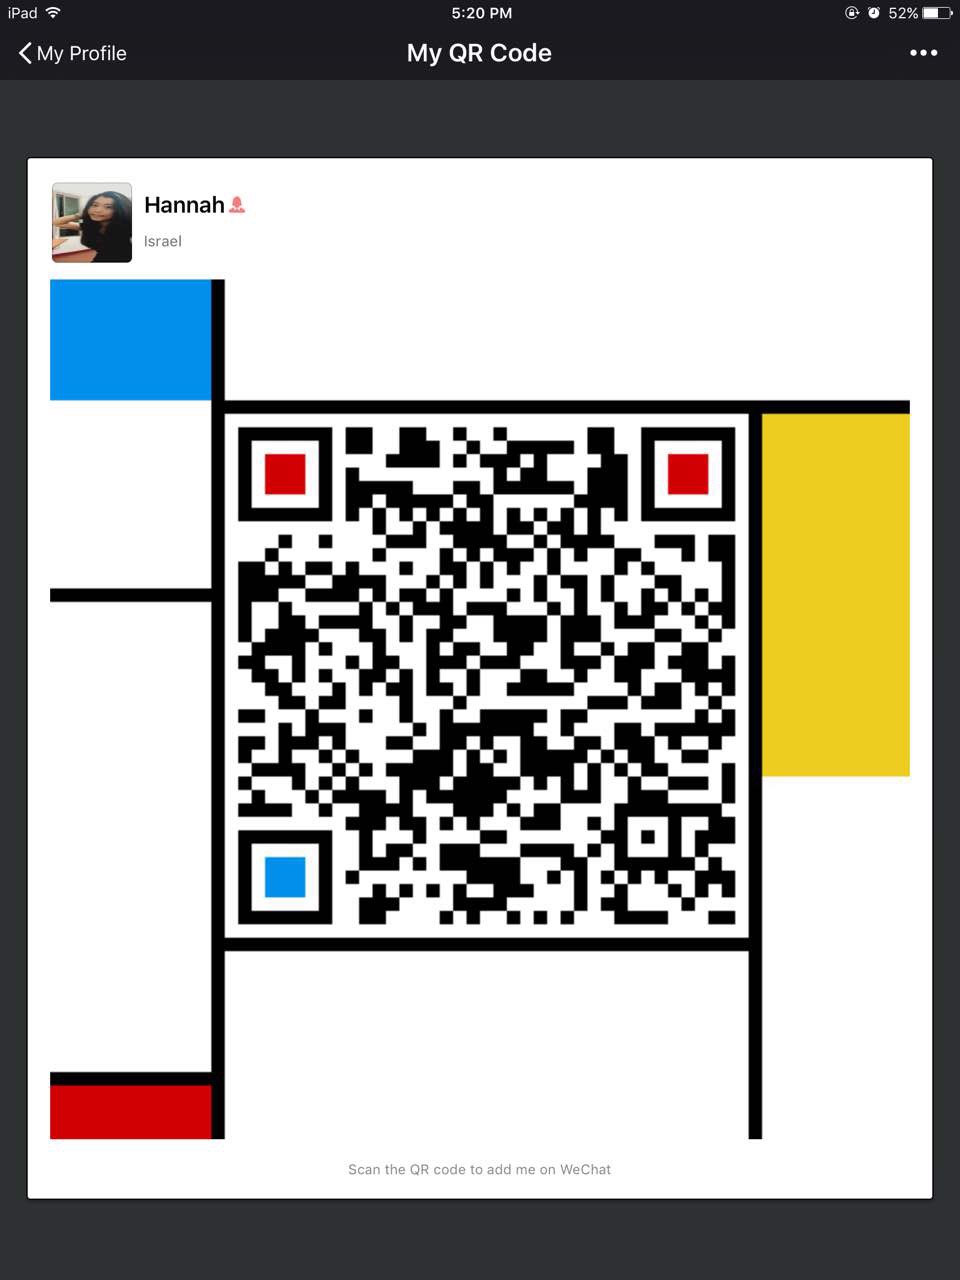 iPad 5:20 PM 52%
My Profile My QR Code
Hannah
Israel
Scan the QR code to add me on WeChat